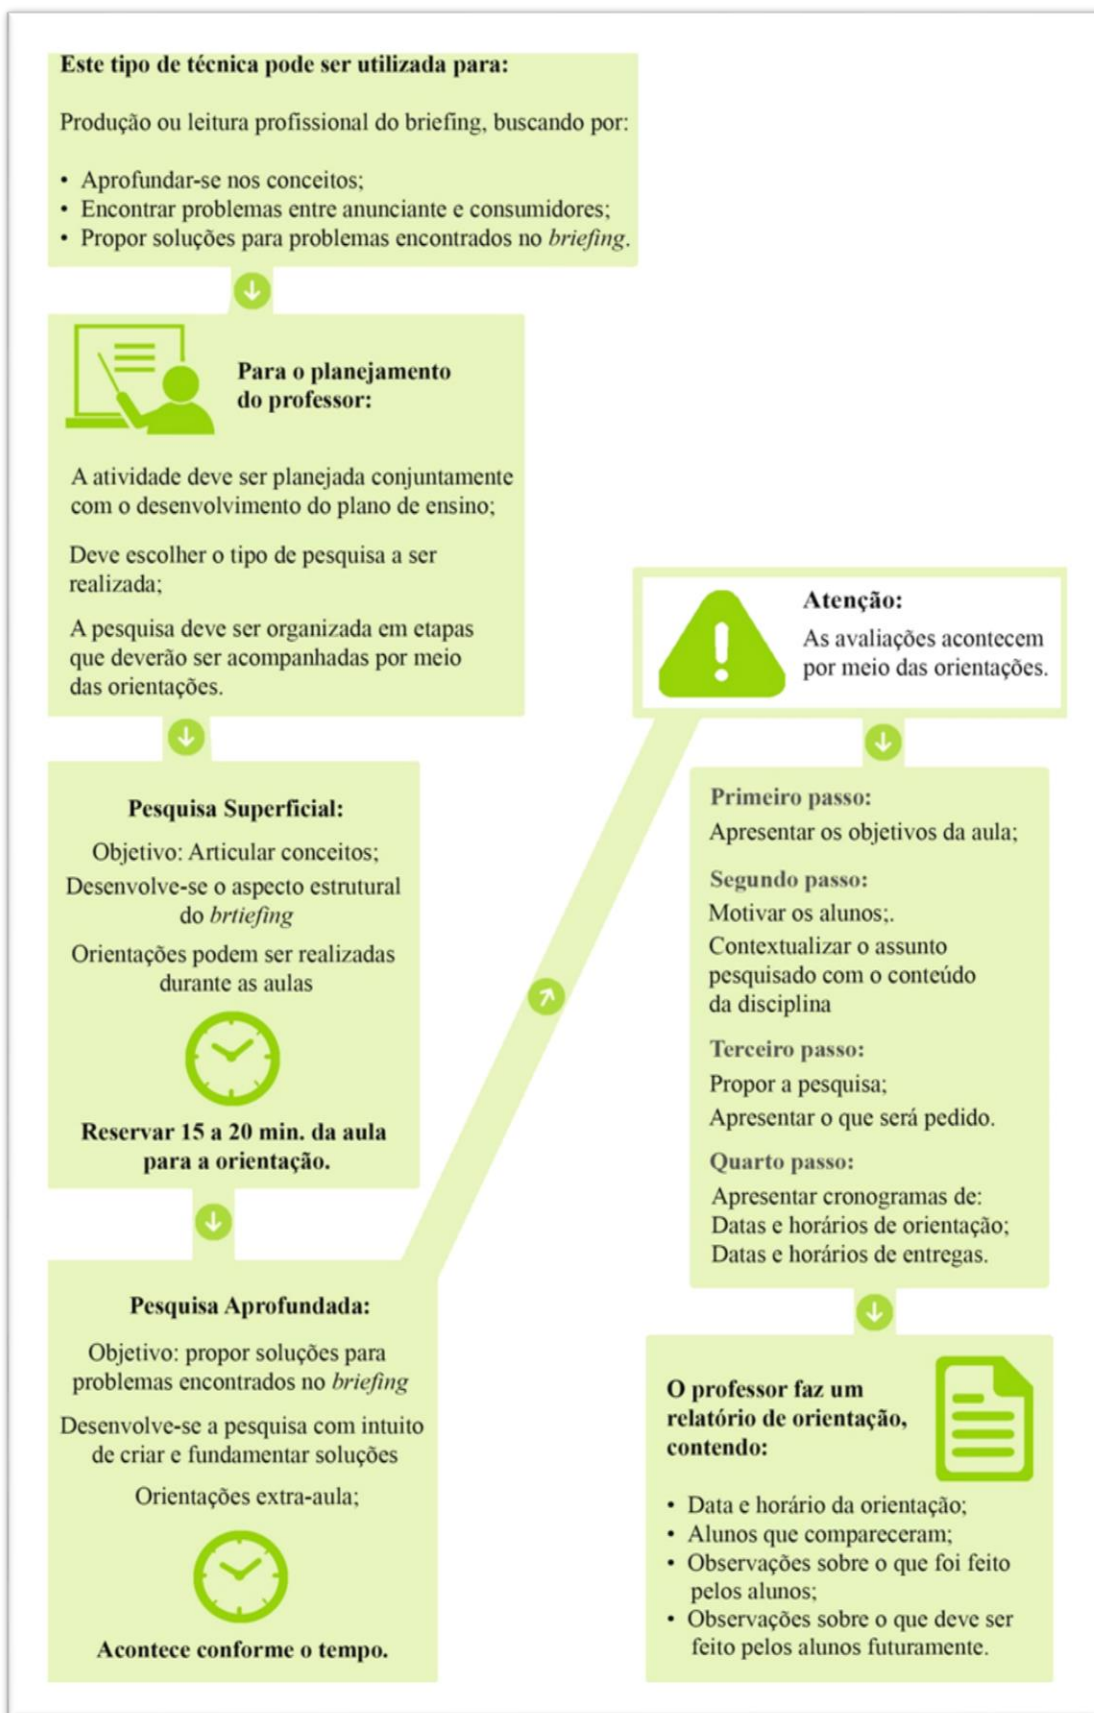 Este tipo de técnica pode ser utilizada para:
Produção ou leitura profissional do briefing, buscando por:
• Aprofundar-se nos conceitos;
• Encontrar problemas entre anunciante e consumidores;
• Propor soluções para problemas encontrados no briefing.
Para o planejamento
do professor:
A atividade deve ser planejada conjuntamente
com o desenvolvimento do plano de ensino;
Deve escolher o tipo de pesquisa a ser
realizada;
A pesquisa deve ser organizada em etapas
que deverão ser acompanhadas por meio
das orientações.
Pesquisa Superficial:
Objetivo: Articular conceitos;
Desenvolve-se o aspecto estrutural
do brtiefing
Orientações podem ser realizadas
durante as aulas
Reservar 15 a 20 min. da aula
para a orientação.
Pesquisa Aprofundada:
Objetivo: propor soluções para
problemas encontrados no briefing
Desenvolve-se a pesquisa com intuito
de criar e fundamentar soluções
Orientações extra-aula;
Acontece conforme o tempo.
Atenção:
As avaliações acontecem
por meio das orientações.
Primeiro passo:
Apresentar os objetivos da aula;
Segundo passo:
Motivar os alunos;.
Contextualizar o assunto
pesquisado com o conteúdo
da disciplina
Terceiro passo:
Propor a pesquisa;
Apresentar o que será pedido.
Quarto passo:
Apresentar cronogramas de:
Datas e horários de orientação;
Datas e horários de entregas.
O professor faz um
relatório de orientação,
contendo:
• Data e horário da orientação;
• Alunos que compareceram;
• Observações sobre o que foi feito
pelos alunos;
• Observações sobre o que deve ser
feito pelos alunos futuramente.